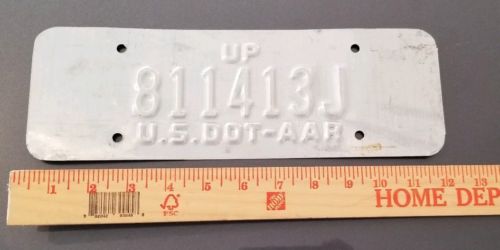 UP
811413J
U.S.DOT-AAR
1 2 3 4 5 6 7 8 9 10 11 12 13
FSC
HOME DEP